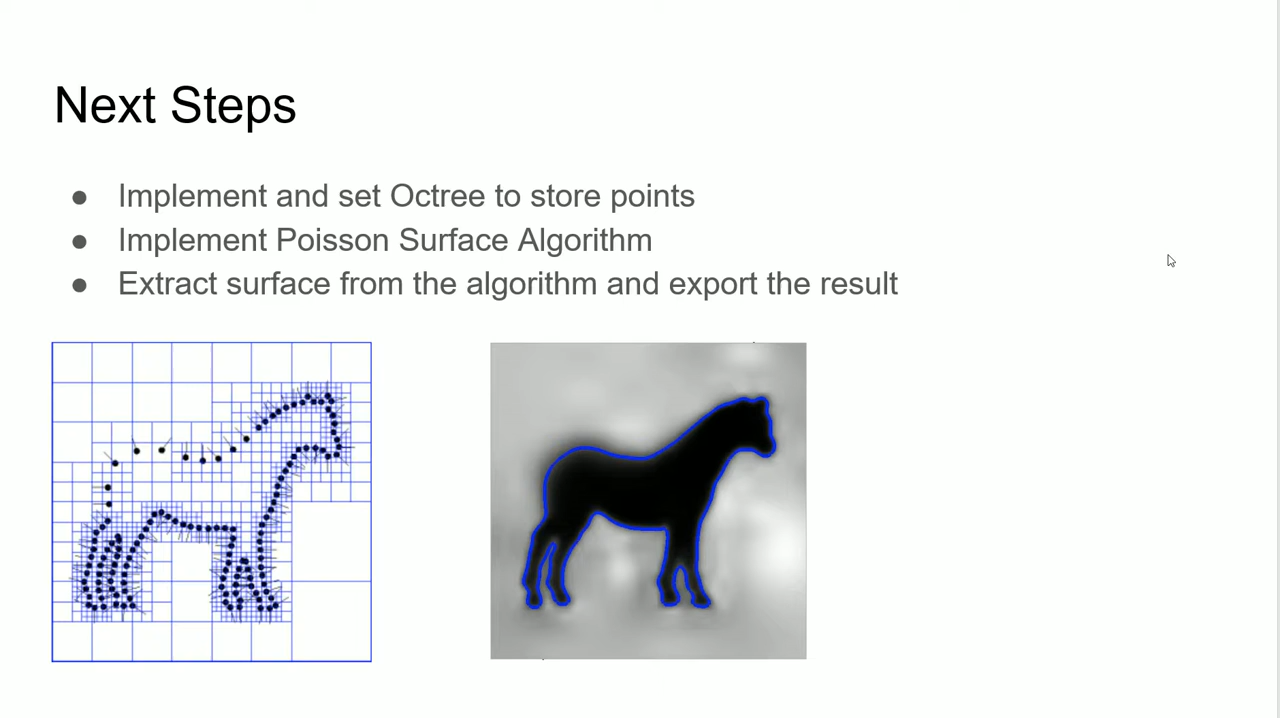 Next Steps
● Implement and set Octree to store points
● Implement Poisson Surface Algorithm
● Extract surface from the algorithm and export the result